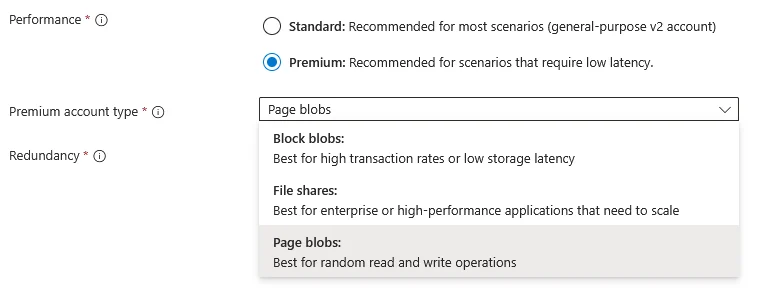 Performance *
Standard: Recommended for most scenarios (general-purpose v2 account)
Premium: Recommended for scenarios that require low latency.
Premium account type *
Page blobs
Block blobs:
Best for high transaction rates or low storage latency
Redundancy *
File shares:
Best for enterprise or high-performance applications that need to scale
Page blobs:
Best for random read and write operations